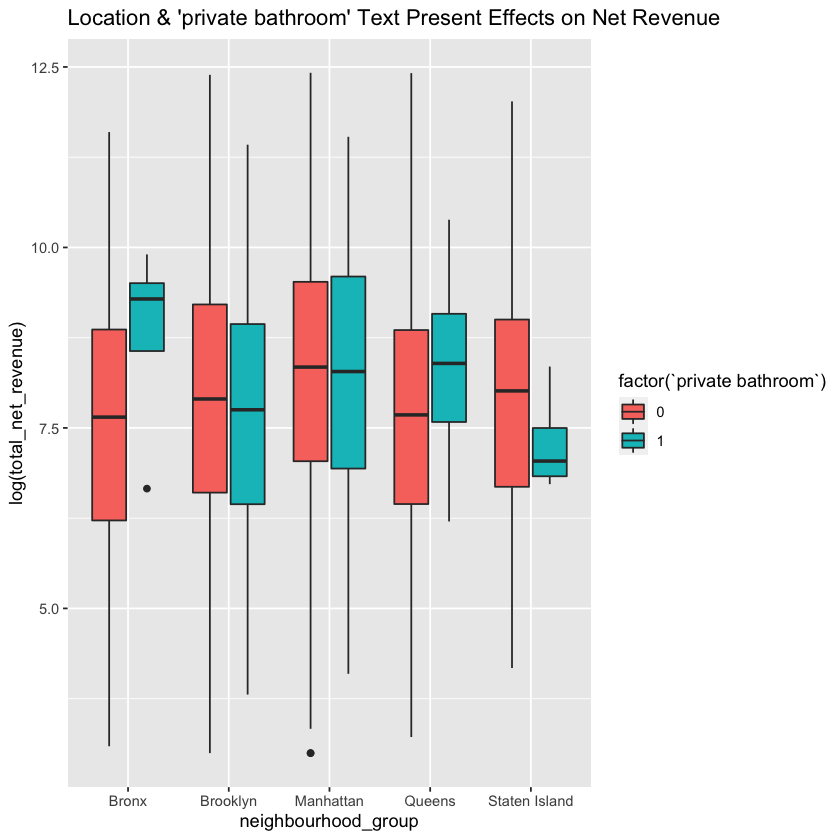 Location & 'private bathroom' Text Present Effects on Net Revenue
12.5
10.0
7.5
5.0
log(total_net_revenue)
Bronx Brooklyn Manhattan Queens Staten Island
neighbourhood_group
factor(`private bathroom`)
0
1